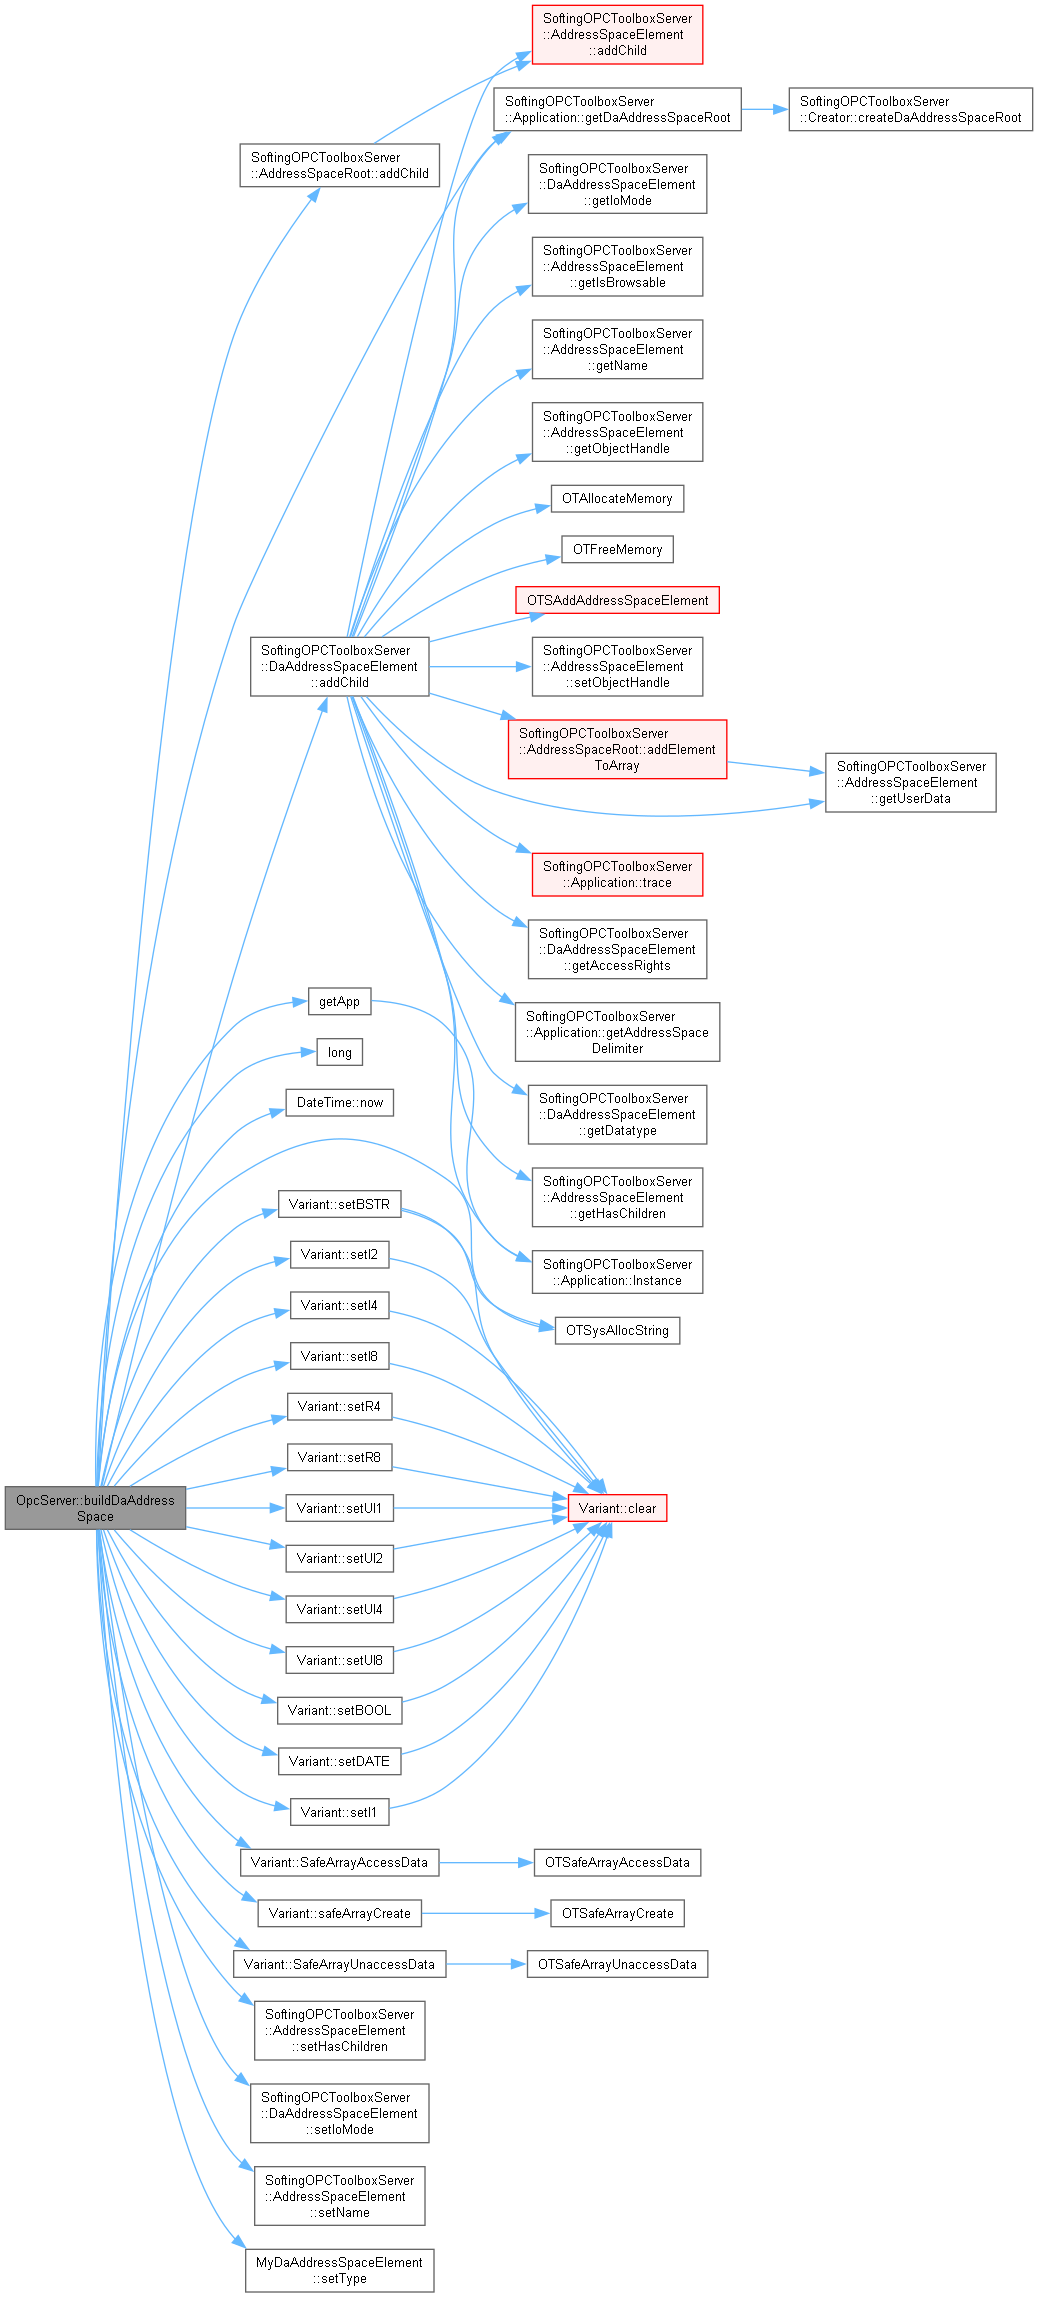 SoftingOPCToolboxServer
::AddressSpaceElement
::addChild
SoftingOPCToolboxServer
::Application::getDaAddressSpaceRoot
SoftingOPCToolboxServer
::Creator::createDaAddressSpaceRoot
SoftingOPCToolboxServer
::AddressSpaceRoot::addChild
SoftingOPCToolboxServer
::DaAddressSpaceElement
::getIoMode
SoftingOPCToolboxServer
::AddressSpaceElement
::getIsBrowsable
SoftingOPCToolboxServer
::AddressSpaceElement
::getName
SoftingOPCToolboxServer
::AddressSpaceElement
::getObjectHandle
OTAllocateMemory
OTFreeMemory
OTSAddAddressSpaceElement
SoftingOPCToolboxServer
::DaAddressSpaceElement
::addChild
SoftingOPCToolboxServer
::AddressSpaceElement
::setObjectHandle
SoftingOPCToolboxServer
::AddressSpaceRoot::addElement
ToArray
SoftingOPCToolboxServer
::AddressSpaceElement
::getUserData
SoftingOPCToolboxServer
::Application::trace
SoftingOPCToolboxServer
::DaAddressSpaceElement
::getAccessRights
getApp
SoftingOPCToolboxServer
::Application::getAddressSpace
Delimiter
long
DateTime::now
SoftingOPCToolboxServer
::DaAddressSpaceElement
::getDatatype
SoftingOPCToolboxServer
::AddressSpaceElement
::getHasChildren
Variant::setBSTR
Variant::setI2
SoftingOPCToolboxServer
::Application::Instance
Variant::setI4
OTSysAllocString
Variant::setI8
Variant::setR4
Variant::setR8
OpcServer::buildDaAddress
Space
Variant::setUI1
Variant::clear
Variant::setUI2
Variant::setUI4
Variant::setUI8
Variant::setBOOL
Variant::setDATE
Variant::setI1
Variant::SafeArrayAccessData
OTSafeArrayAccessData
Variant::safeArrayCreate
OTSafeArrayCreate
Variant::SafeArrayUnaccessData
OTSafeArrayUnaccessData
SoftingOPCToolboxServer
::AddressSpaceElement
::setHasChildren
SoftingOPCToolboxServer
::DaAddressSpaceElement
::setIoMode
SoftingOPCToolboxServer
::AddressSpaceElement
::setName
MyDaAddressSpaceElement
::setType